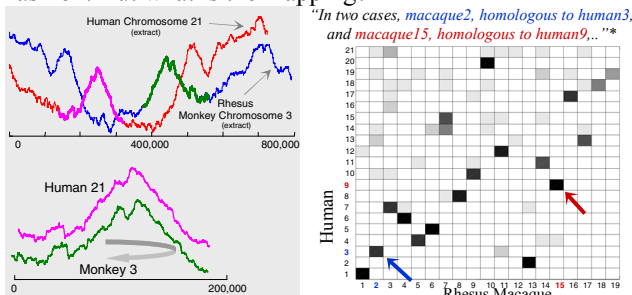 Human Chromosome 21
(extract)
Rhesus
Monkey Chromosome 3
(extract)
0 400,000 800,000
Human 21
Monkey 3
0 200,000
“In two cases, macaque2, homologous to human3,
and macaque15, homologous to human9,..”*
21
20
19
18
17
16
15
14
13
12
11
10
9
8
7
6
5
4
3
2
1
Human
1 2 3 4 5 6 7 8 9 10 11 12 13 14 15 16 17 18 19
Rhesus Macaque